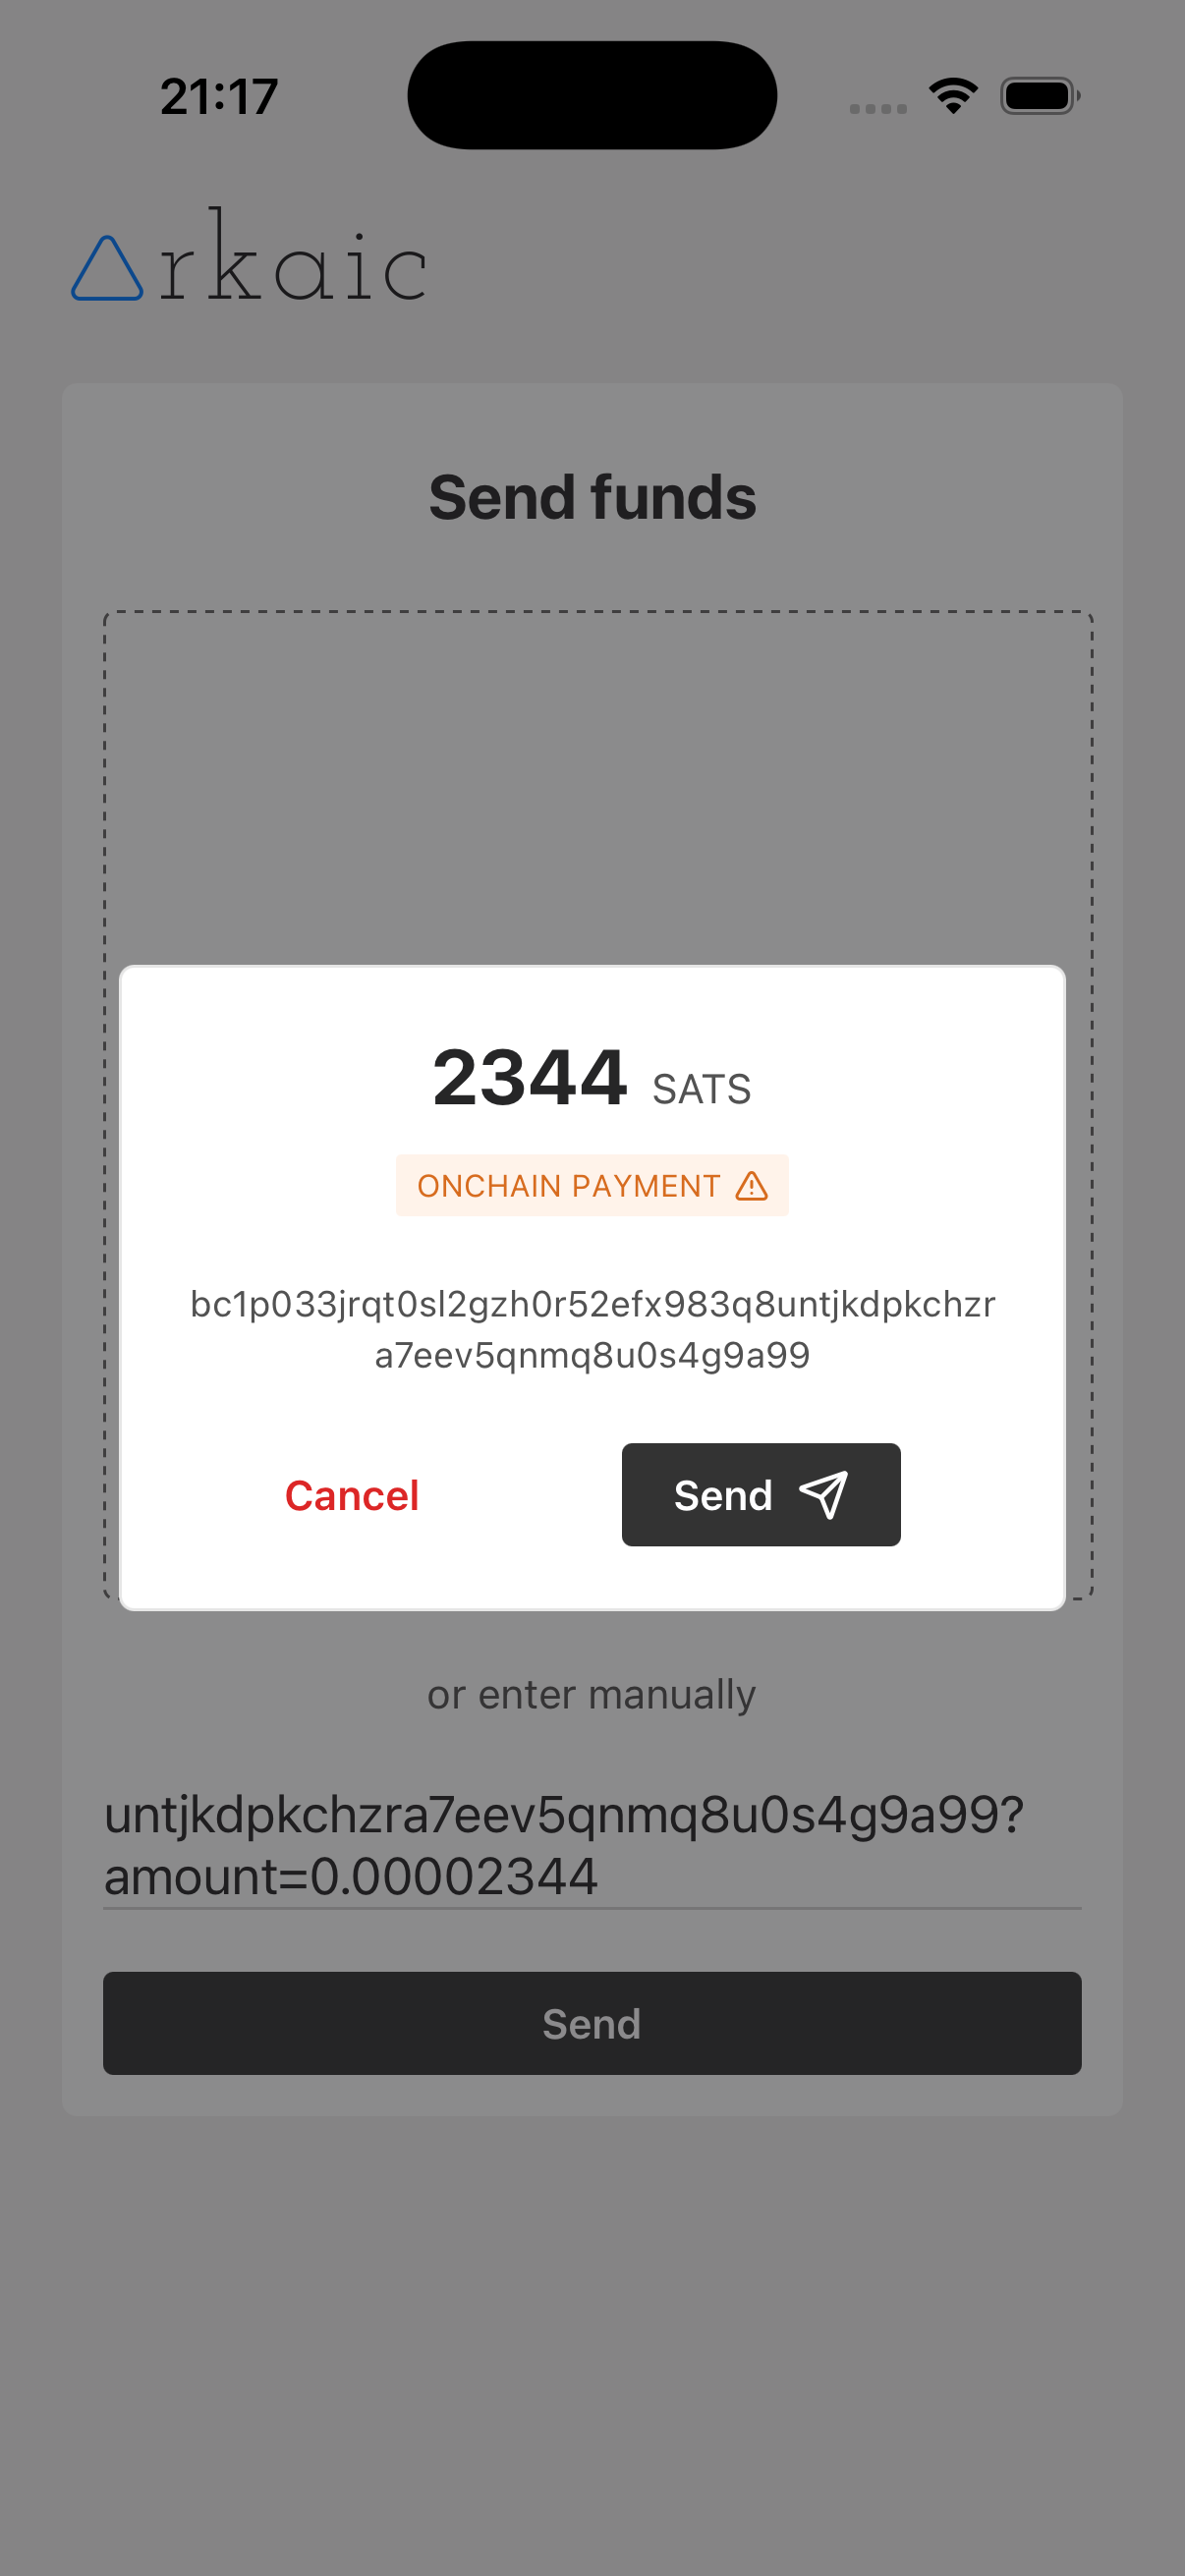 21:17
rkaic
Send funds
2344 SATS
ONCHAIN PAYMENT
bc1p033jrqt0sl2gzh0r52efx983q8untjkdpkchzr
a7eev5qnmq8u0s4g9a99
Cancel
Send
or enter manually
untjkdpkchzra7eev5qnmq8u0s4g9a99?
amount=0.00002344
Send